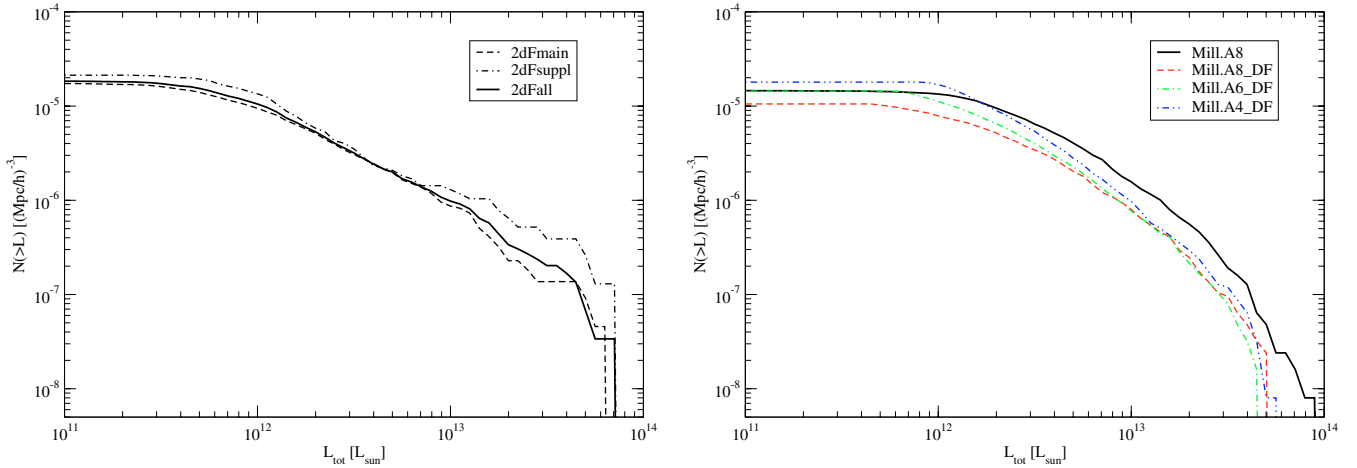 10^-4
10^-5
10^-6
10^-7
10^-8
N(>L) [(Mpc/h)^-3]
10^11
10^12
10^13
10^14
L_tot [L_sun]
2dFmain
2dFsuppl
2dFall
10^-4
10^-5
10^-6
10^-7
10^-8
N(>L) [(Mpc/h)^-3]
10^11
10^12
10^13
10^14
L_tot [L_sun]
Mill.A8
Mill.A8_DF
Mill.A6_DF
Mill.A4_DF